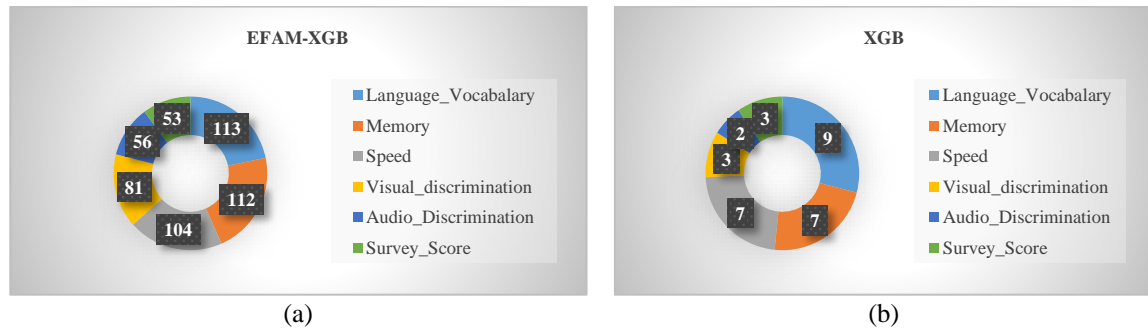 EFAM-XGB
53
113
56
81
112
104
Language_Vocabalary
Memory
Speed
Visual_discrimination
Audio_Discrimination
Survey_Score
(a)
XGB
3
2
9
3
7
7
Language_Vocabalary
Memory
Speed
Visual_discrimination
Audio_Discrimination
Survey_Score
(b)